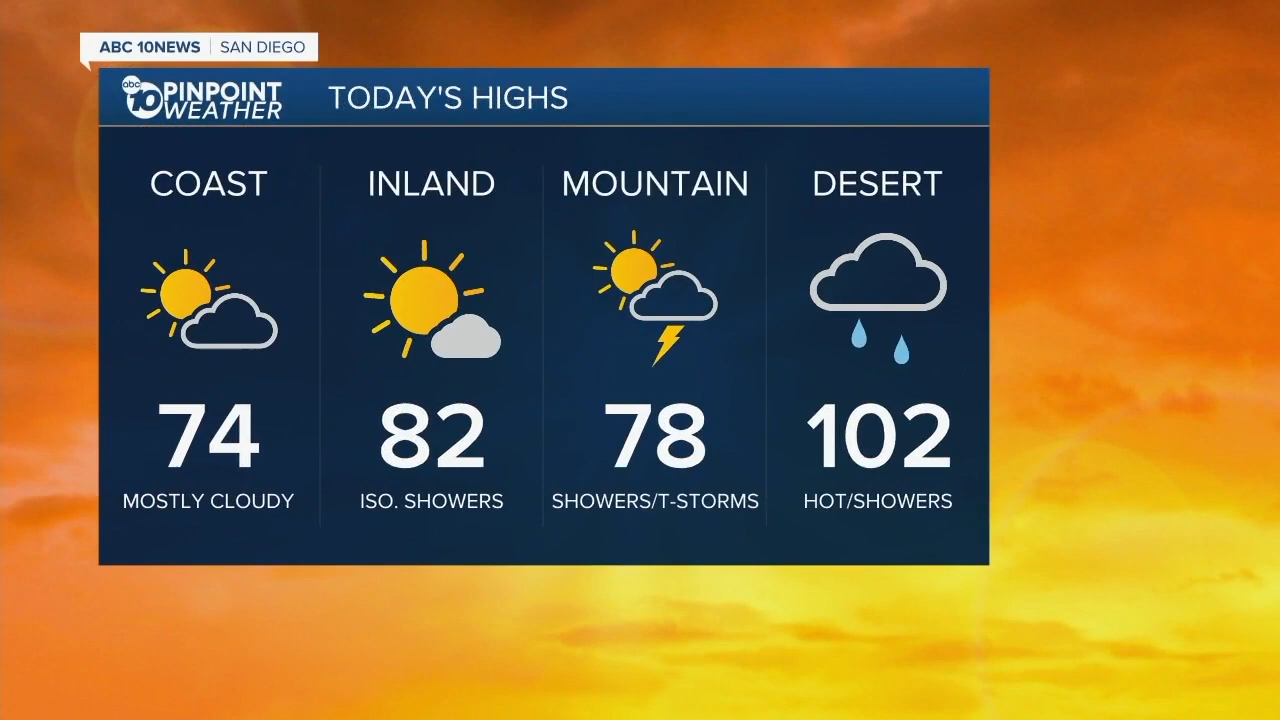 ABC 10NEWS | SAN DIEGO
abc 10 PINPOINT WEATHER
TODAY'S HIGHS
COAST
INLAND
MOUNTAIN
DESERT
74
82
78
102
MOSTLY CLOUDY
ISO. SHOWERS
SHOWERS/T-STORMS
HOT/SHOWERS